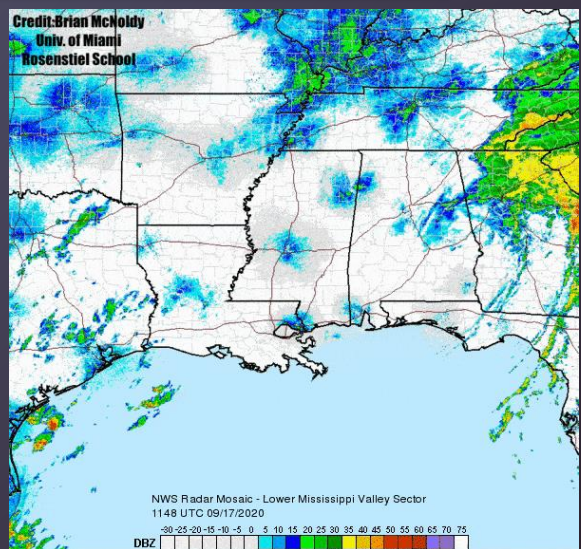 Credit:Brian McNoldy
Univ. of Miami
Rosenstiel School
NWS Radar Mosaic - Lower Mississippi Valley Sector
1148 UTC 09/17/2020
-30 -25 -20 -15 -10 -5 0 5 10 15 20 25 30 35 40 45 50 55 60 65 70 75
DBZ